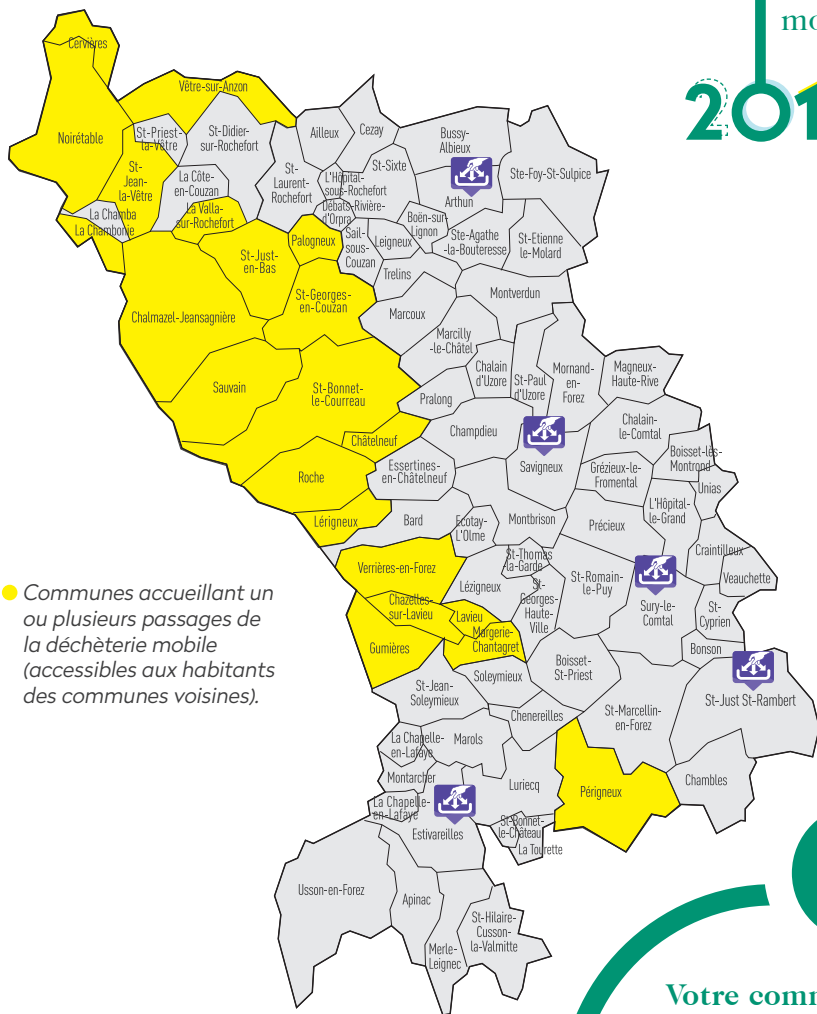 mo
201
Cervières
Vêtre-sur-Anzon
Noirétable
St-Priest-
la-Vêtre
St-Didier-
sur-Rochefort
Ailleux
Cezay
Bussy-
Albieux
St-
Jean-
la-Vêtre
La Côte-
en-Couzan
St-
Laurent-
Rochefort
L'Hôpital-
sous-Rochefort
St-Sixte
Ste-Foy-St-Sulpice
Arthun
La Chamba
La Chambonie
La Valla-
sur-Rochefort
Débats-Rivière-
d'Orpra
Boën-sur-
Lignon
Palogneux
Sail-
sous-
Couzan
Leigneux
Ste-Agathe
-la-Bouteresse
St-Etienne
le-Molard
St-Just-
en-Bas
Trelins
St-Georges-
en-Couzan
Montverdun
Chalmazel-Jeansagnière
Marcoux
Marcilly
-le-Châtel
Sauvain
St-Bonnet-
le-Courreau
Chalain
d'Uzore
St-Paul
d'Uzore
Mornand-
en-
Forez
Magneux-
Haute-Rive
Pralong
Châtelneuf
Champdieu
Chalain-
le-Comtal
Essertines-
en-Châtelneuf
Savigneux
Grézieux-le-
Fromental
Boisset-lès-
Montrond
Roche
Unias
Lérigneux
Bard
Ecotay-
L'Olme
Montbrison
Précieux
L'Hôpital-
le-Grand
Craintilleux
Verrières-en-Forez
St-Thomas
-la-Garde
Lézigneux
St-
Georges-
Haute-
Ville
St-Romain-
le-Puy
Veauchette
Sury-le-
Comtal
St-
Cyprien
Chazelles-
sur-Lavieu
Lavieu
Margerie-
Chantagret
Gumières
Bonson
Boisset-
St-Priest
Soleymieux
St-Jean-
Soleymieux
St-Just St-Rambert
St-Marcellin-
en-Forez
Chenereilles
La Chapelle-
en-Lafaye
Marols
Montarcher
Luriecq
Périgneux
Chambles
La Chapelle-
en-Lafaye
St-Bonnet-
le-Château
Estivareilles
La Tourette
Usson-en-Forez
Apinac
St-Hilaire-
Cusson-
la-Valmitte
Merle-
Leignec
Communes accueillant un
ou plusieurs passages de
la déchèterie mobile
(accessibles aux habitants
des communes voisines).
Votre comm